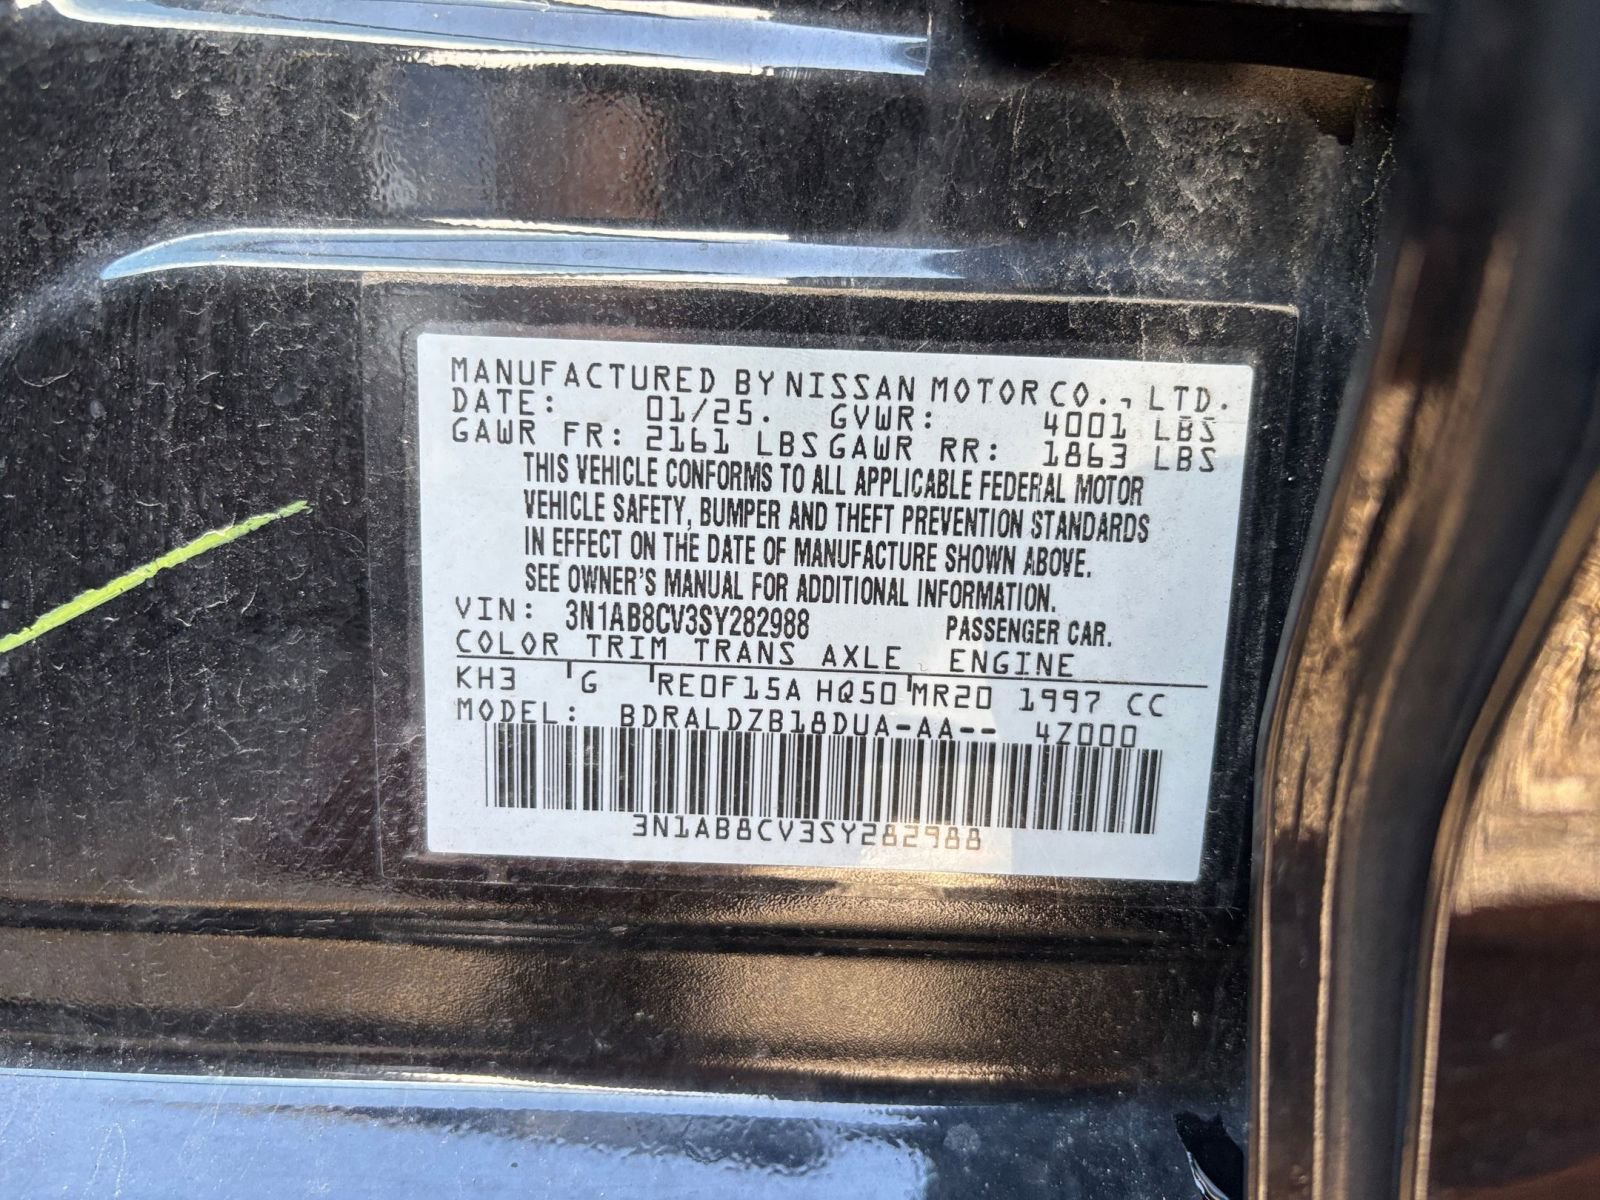 MANUFACTURED BY NISSAN MOTOR CO., LTD.
DATE: 01/25. GVWR: 4001 LBS
GAWR FR: 2161 LBS GAWR RR: 1863 LBS
THIS VEHICLE CONFORMS TO ALL APPLICABLE FEDERAL MOTOR
VEHICLE SAFETY, BUMPER AND THEFT PREVENTION STANDARDS
IN EFFECT ON THE DATE OF MANUFACTURE SHOWN ABOVE.
SEE OWNER'S MANUAL FOR ADDITIONAL INFORMATION.
VIN: 3N1AB8CV3SY282988 PASSENGER CAR.
COLOR TRIM TRANS AXLE ENGINE
KH3 G RE0F15A HQ50 MR20 1997 CC
MODEL: BDRALDZB18DUA-AA-- 4Z000
3N1AB8CV3SY282988